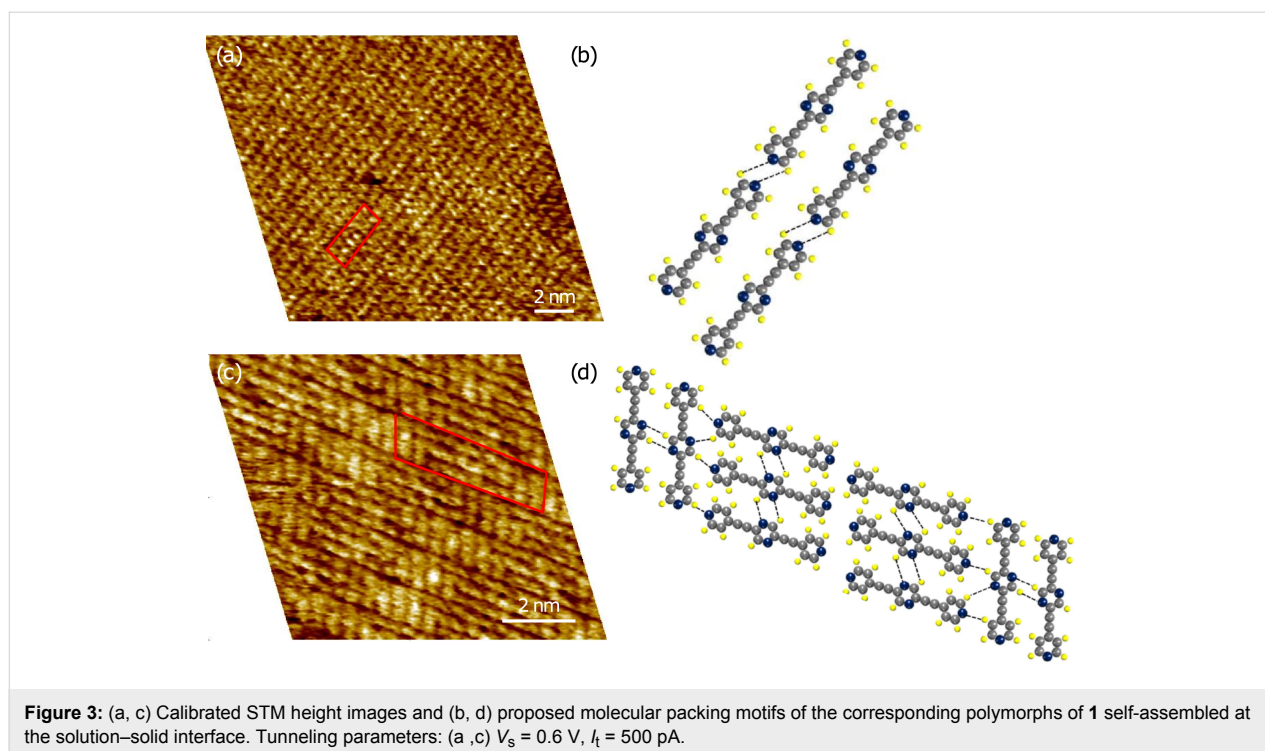 (a)
(b)
2 nm
(c)
(d)
2 nm
Figure 3: (a, c) Calibrated STM height images and (b, d) proposed molecular packing motifs of the corresponding polymorphs of 1 self-assembled at
the solution–solid interface. Tunneling parameters: (a ,c) Vs = 0.6 V, It = 500 pA.